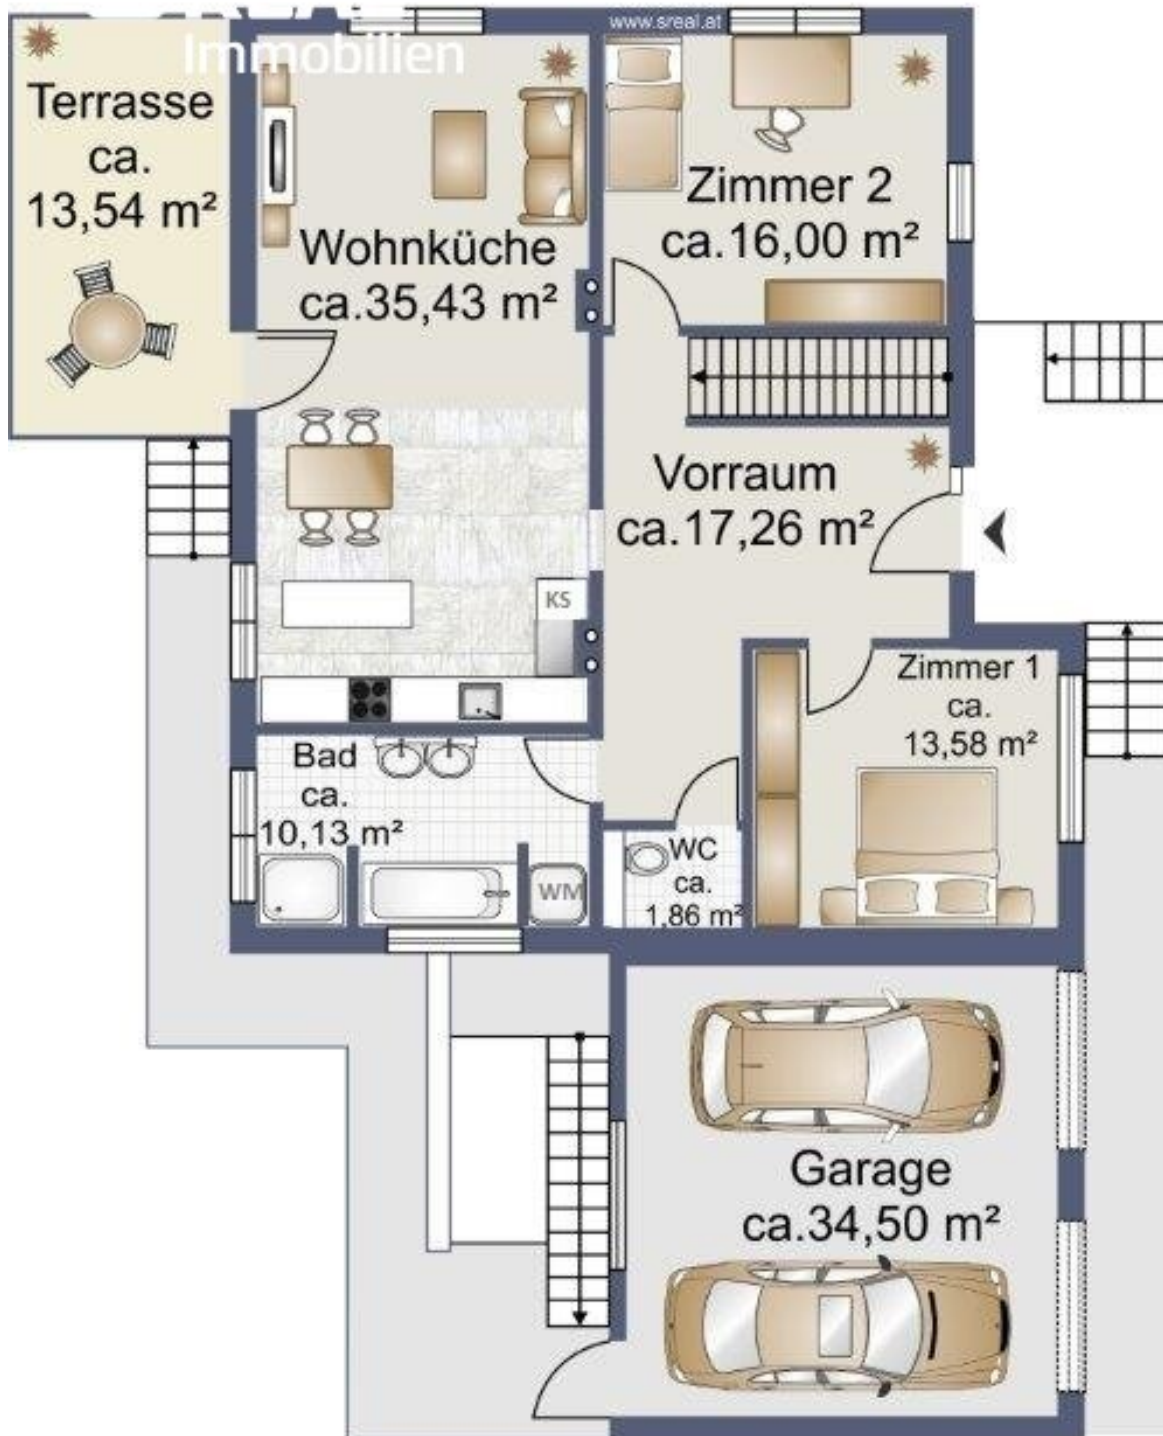 Immobilien
www.sreal.at
Terrasse
ca.
13,54 m²
Wohnküche
ca.35,43 m²
Zimmer 2
ca.16,00 m²
Vorraum
ca.17,26 m²
KS
Zimmer 1
ca.
13,58 m²
Bad
ca.
10,13 m²
WM
WC
ca.
1,86 m²
Garage
ca.34,50 m²